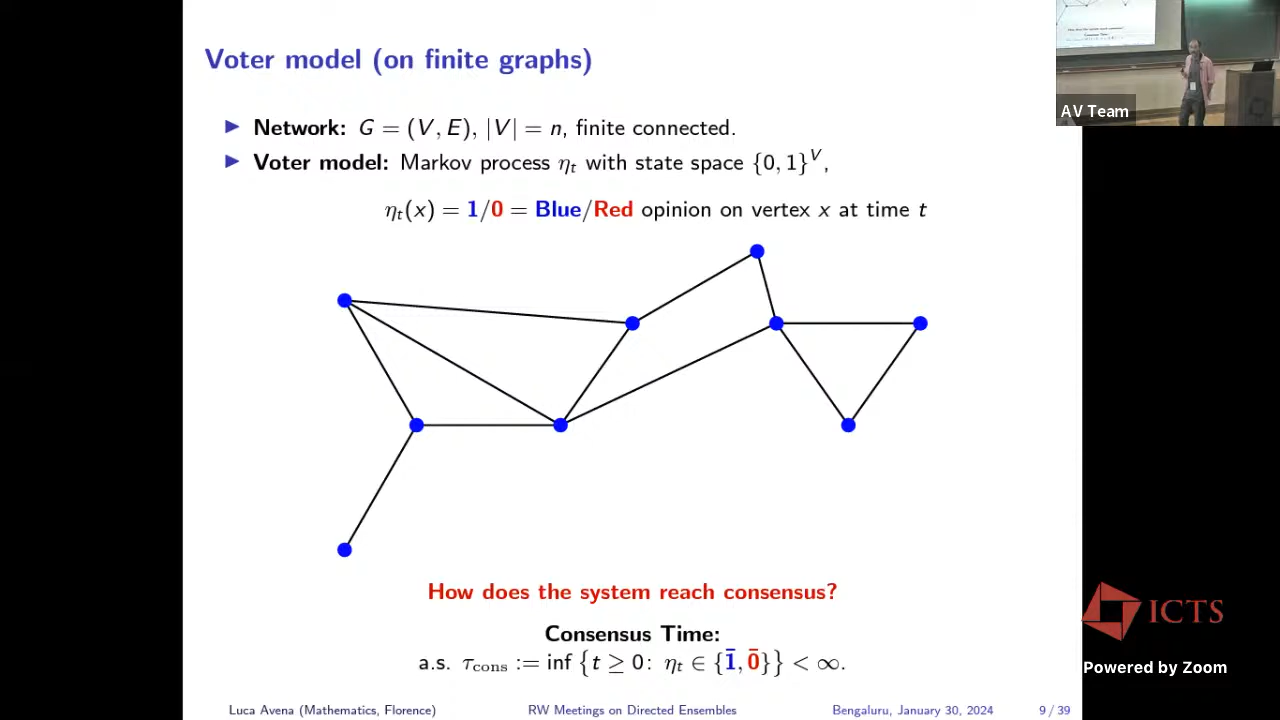 Voter model (on finite graphs)
AV Team
Network: G = (V, E), |V| = n, finite connected.
Voter model: Markov process ηₜ with state space {0, 1}ⱽ,
ηₜ(x) = 1/0 = Blue/Red opinion on vertex x at time t
How does the system reach consensus?
Consensus Time:
a.s. τ_cons := inf {t ≥ 0: ηₜ ∈ {1̄, 0̄}} < ∞.
ICTS
Powered by Zoom
Luca Avena (Mathematics, Florence) RW Meetings on Directed Ensembles Bengaluru, January 30, 2024 9 / 39